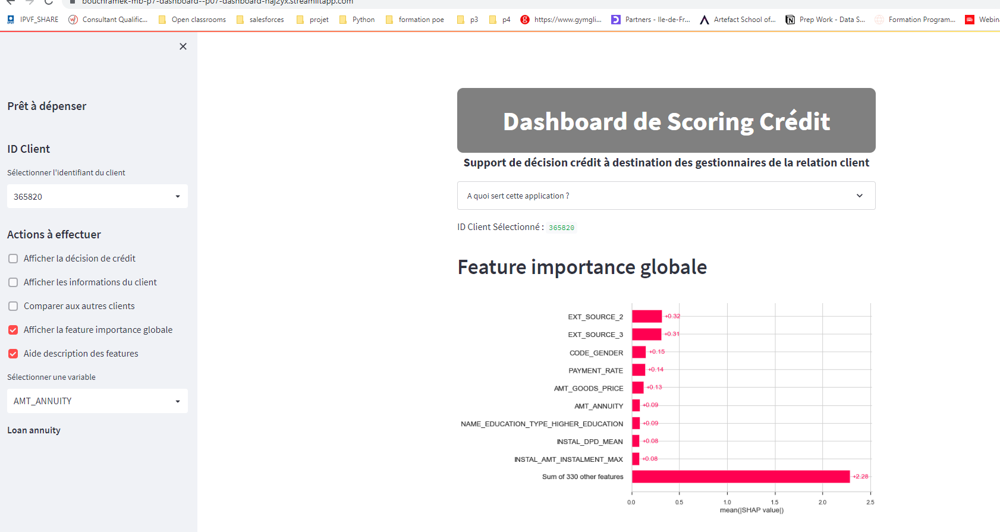 bouchramek-mb-p7-dashboard--p07-dashboard-naj2yx.streamlitapp.com
IPVF_SHARE
Consultant Qualific...
Open classrooms
salesforces
projet
Python
formation poe
p3
p4
https://www.gymgli...
Partners - Ile-de-Fr...
Artefact School of...
Prep Work - Data S...
Formation Program...
Webina
Prêt à dépenser
ID Client
Sélectionner l'identifiant du client
365820
Actions à effectuer
Afficher la décision de crédit
Afficher les informations du client
Comparer aux autres clients
Afficher la feature importance globale
Aide description des features
Sélectionner une variable
AMT_ANNUITY
Loan annuity
Dashboard de Scoring Crédit
Support de décision crédit à destination des gestionnaires de la relation client
A quoi sert cette application ?
ID Client Sélectionné : 365820
Feature importance globale
EXT_SOURCE_2 +0.32
EXT_SOURCE_3 +0.31
CODE_GENDER +0.15
PAYMENT_RATE +0.14
AMT_GOODS_PRICE +0.13
AMT_ANNUITY +0.09
NAME_EDUCATION_TYPE_HIGHER_EDUCATION +0.09
INSTAL_DPD_MEAN +0.08
INSTAL_AMT_INSTALMENT_MAX +0.08
Sum of 330 other features +2.28
0.0 0.5 1.0 1.5 2.0 2.5
mean(|SHAP value|)